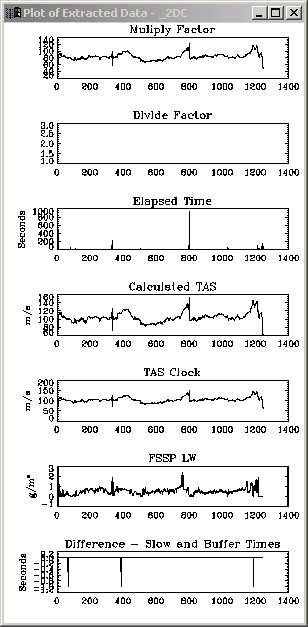 Plot of Extracted Data - _2DC
Muliply Factor
140
120
100
80
60
40
20
0 200 400 600 800 1000 1200 1400
Divide Factor
3.0
2.5
2.0
1.5
1.0
0 200 400 600 800 1000 1200 1400
Elapsed Time
Seconds
1000
800
600
400
200
0
0 200 400 600 800 1000 1200 1400
Calculated TAS
m/s
160
140
120
100
80
60
0 200 400 600 800 1000 1200 1400
TAS Clock
m/s
200
150
100
50
0
0 200 400 600 800 1000 1200 1400
FSSP LW
g/m³
3
2
1
0
-1
0 200 400 600 800 1000 1200 1400
Difference - Slow and Buffer Times
Seconds
0 200 400 600 800 1000 1200 1400